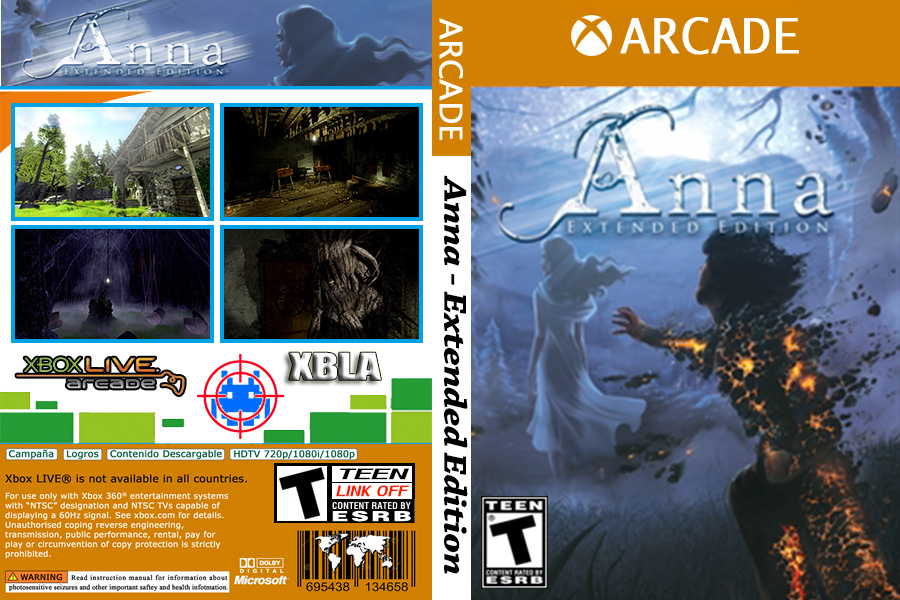 Anna
EXTENDED EDITION
XBOX LIVE
arcade
XBLA
Campaña
Logros
Contenido Descargable
HDTV 720p/1080i/1080p
Xbox LIVE® is not available in all countries.
For use only with Xbox 360® entertainment systems
with “NTSC” designation and NTSC TVs capable of
displaying a 60Hz signal. See xbox.com for details.
Unauthorised coping reverse engineering,
transmission, public performance, rental, pay for
play or circumvention of copy protection is strictly
prohibited.
WARNING Read instruction manual for information about
photosensitive seizures and other important saftey and health infotmation.
T
TEEN
LINK OFF
CONTENT RATED BY
ESRB
DOLBY
DIGITAL
Microsoft
695438 134658
ARCADE
Anna - Extended Edition
ARCADE
Anna
EXTENDED EDITION
TEEN
T
CONTENT RATED BY
ESRB